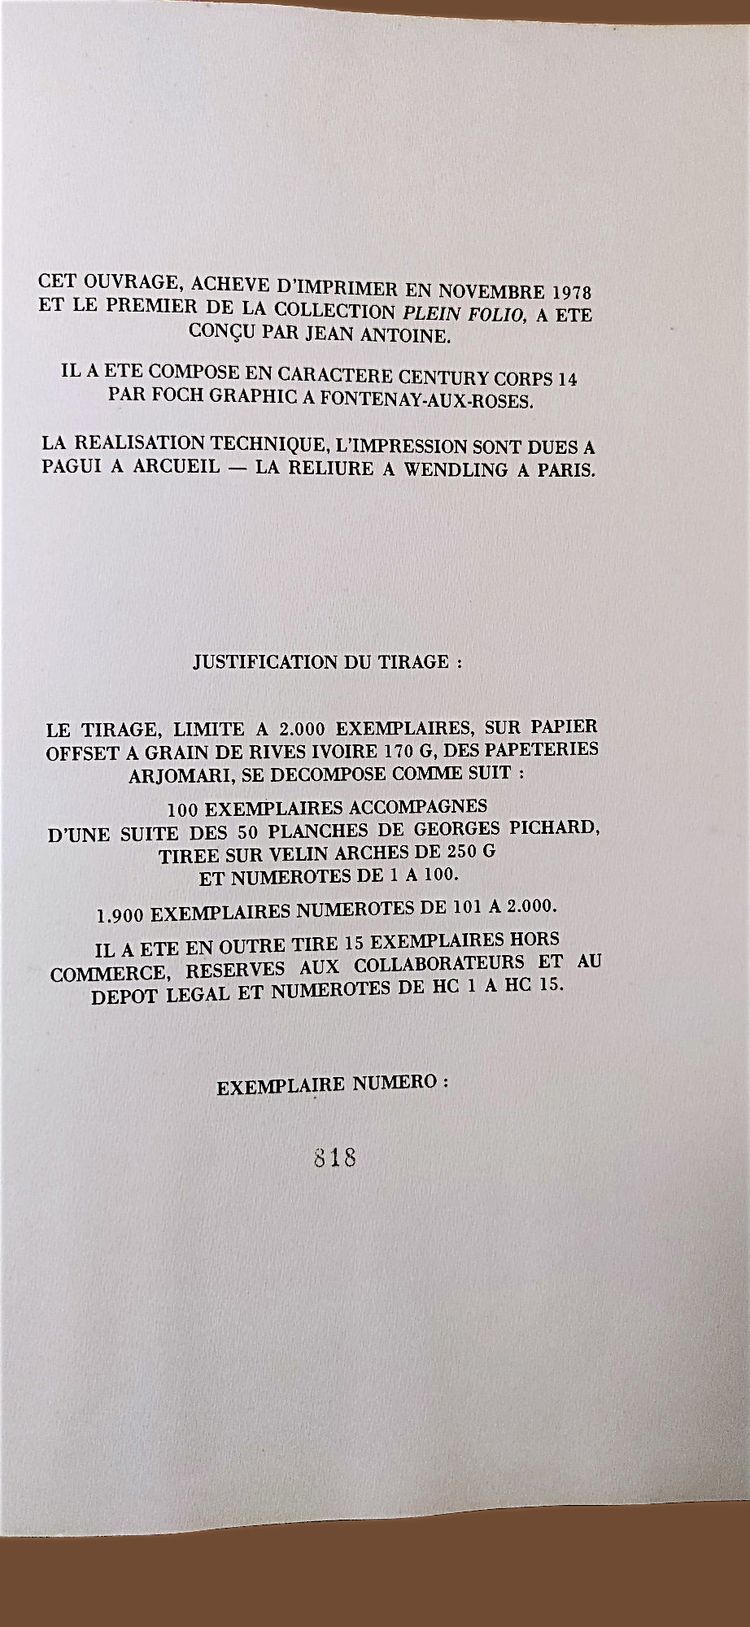 CET OUVRAGE, ACHEVE D'IMPRIMER EN NOVEMBRE 1978
ET LE PREMIER DE LA COLLECTION PLEIN FOLIO, A ETE
CONÇU PAR JEAN ANTOINE.
IL A ETE COMPOSE EN CARACTERE CENTURY CORPS 14
PAR FOCH GRAPHIC A FONTENAY-AUX-ROSES.
LA REALISATION TECHNIQUE, L'IMPRESSION SONT DUES A
PAGUI A ARCUEIL — LA RELIURE A WENDLING A PARIS.
JUSTIFICATION DU TIRAGE :
LE TIRAGE, LIMITE A 2.000 EXEMPLAIRES, SUR PAPIER
OFFSET A GRAIN DE RIVES IVOIRE 170 G, DES PAPETERIES
ARJOMARI, SE DECOMPOSE COMME SUIT :
100 EXEMPLAIRES ACCOMPAGNES
D'UNE SUITE DES 50 PLANCHES DE GEORGES PICHARD,
TIREE SUR VELIN ARCHES DE 250 G
ET NUMEROTES DE 1 A 100.
1.900 EXEMPLAIRES NUMEROTES DE 101 A 2.000.
IL A ETE EN OUTRE TIRE 15 EXEMPLAIRES HORS
COMMERCE, RESERVES AUX COLLABORATEURS ET AU
DEPOT LEGAL ET NUMEROTES DE HC 1 A HC 15.
EXEMPLAIRE NUMERO :
818